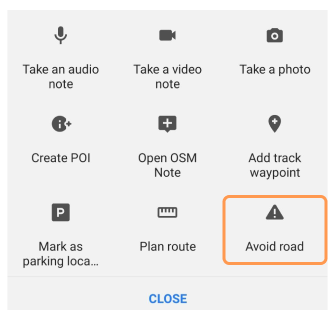 Take an audio
note
Take a video
note
Take a photo
Create POI
Open OSM
Note
Add track
waypoint
P
Mark as
parking loca...
Plan route
Avoid road
CLOSE